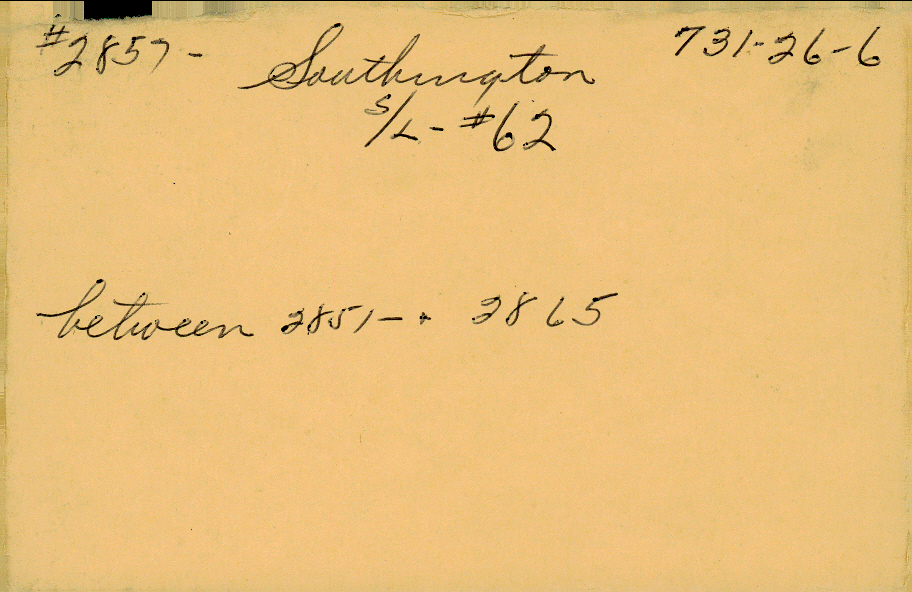 #2857- Southington 731-26-6
S/L- #62
between 2851- + 2865